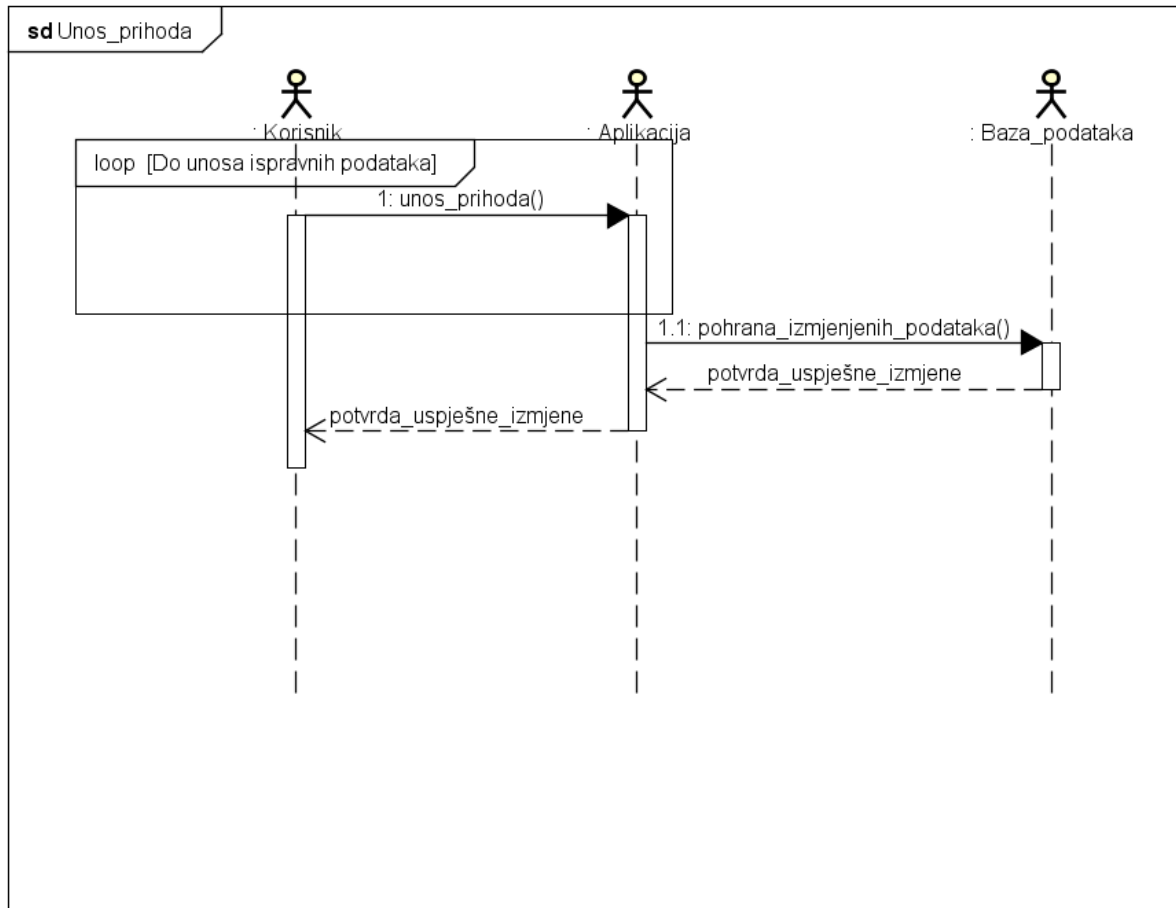 sd Unos_prihoda
: Korisnik
: Aplikacija
: Baza_podataka
loop [Do unosa ispravnih podataka]
1: unos_prihoda()
1.1: pohrana_izmjenjenih_podataka()
potvrda_uspješne_izmjene
potvrda_uspješne_izmjene